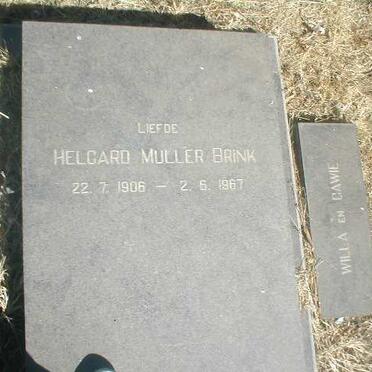 LIEFDE
HELGARD MULLER BRINK
22. 7. 1906 – 2. 6. 1967
WILLA EN GAWIE